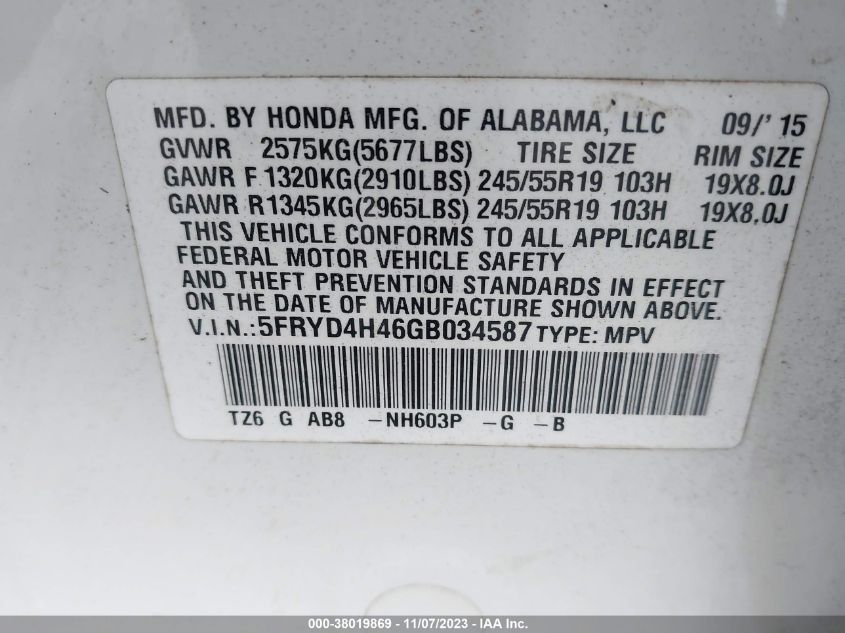 MFD. BY HONDA MFG. OF ALABAMA, LLC 09/' 15
GVWR 2575KG(5677LBS) TIRE SIZE RIM SIZE
GAWR F 1320KG(2910LBS) 245/55R19 103H 19X8.0J
GAWR R1345KG(2965LBS) 245/55R19 103H 19X8.0J
THIS VEHICLE CONFORMS TO ALL APPLICABLE
FEDERAL MOTOR VEHICLE SAFETY
AND THEFT PREVENTION STANDARDS IN EFFECT
ON THE DATE OF MANUFACTURE SHOWN ABOVE.
V.I.N.: 5FRYD4H46GB034587 TYPE: MPV
TZ6 G AB8 –NH603P –G –B
000-38019869 - 11/07/2023 - IAA Inc.